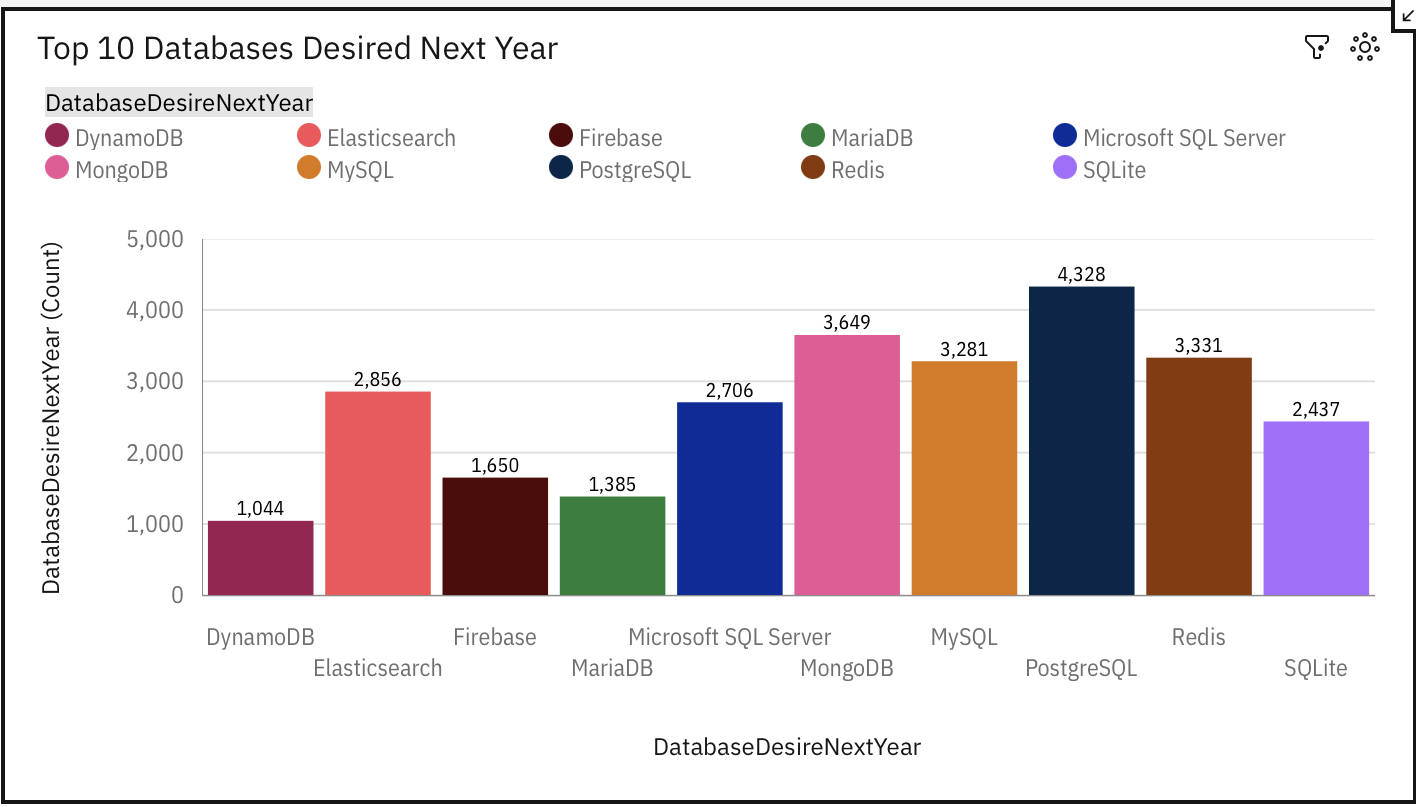 Top 10 Databases Desired Next Year
DatabaseDesireNextYear
DynamoDB Elasticsearch Firebase MariaDB Microsoft SQL Server
MongoDB MySQL PostgreSQL Redis SQLite
DatabaseDesireNextYear (Count)
5,000
4,000
3,000
2,000
1,000
0
1,044
2,856
1,650
1,385
2,706
3,649
3,281
4,328
3,331
2,437
DynamoDB Firebase Microsoft SQL Server MySQL Redis
Elasticsearch MariaDB MongoDB PostgreSQL SQLite
DatabaseDesireNextYear